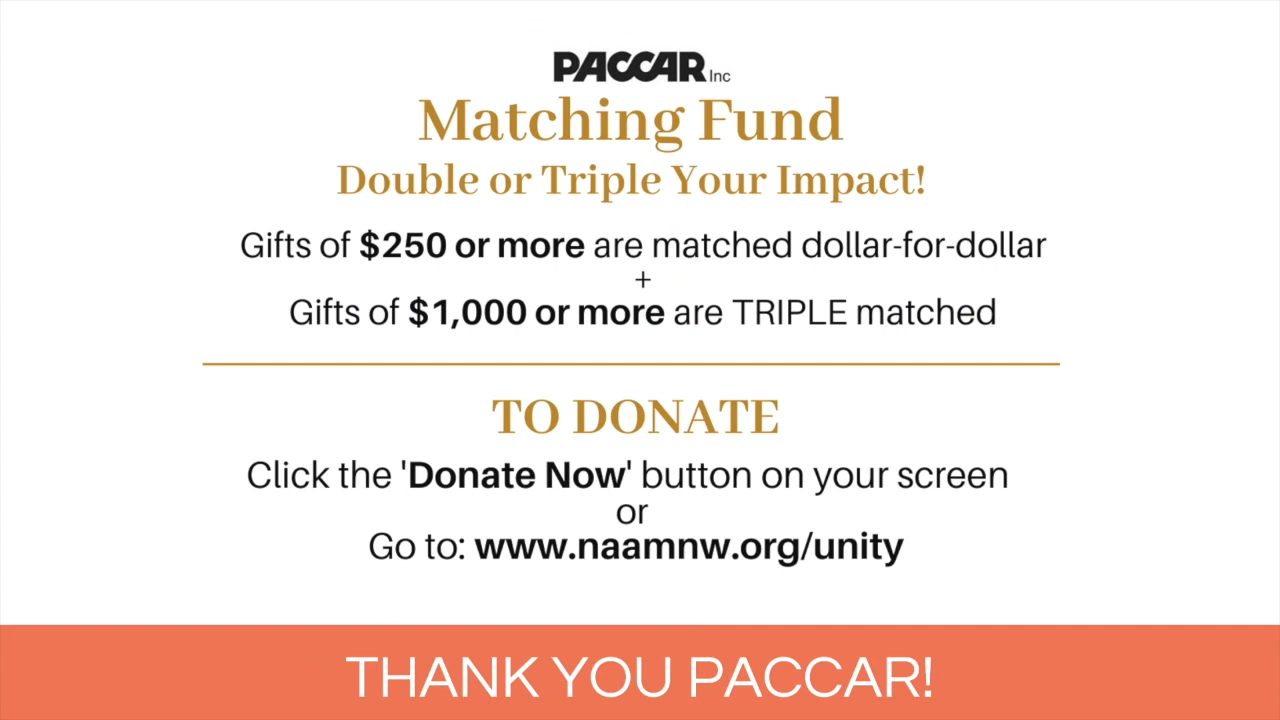 PACCAR Inc
Matching Fund
Double or Triple Your Impact!
Gifts of $250 or more are matched dollar-for-dollar
+
Gifts of $1,000 or more are TRIPLE matched
TO DONATE
Click the 'Donate Now' button on your screen
or
Go to: www.naamnw.org/unity
THANK YOU PACCAR!